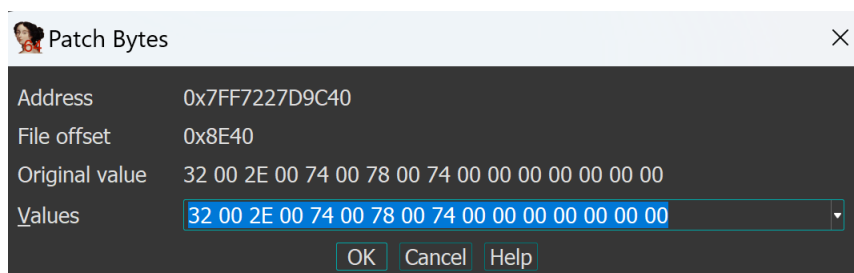 Patch Bytes
Address 0x7FF7227D9C40
File offset 0x8E40
Original value 32 00 2E 00 74 00 78 00 74 00 00 00 00 00 00 00
Values 32 00 2E 00 74 00 78 00 74 00 00 00 00 00 00 00
OK Cancel Help